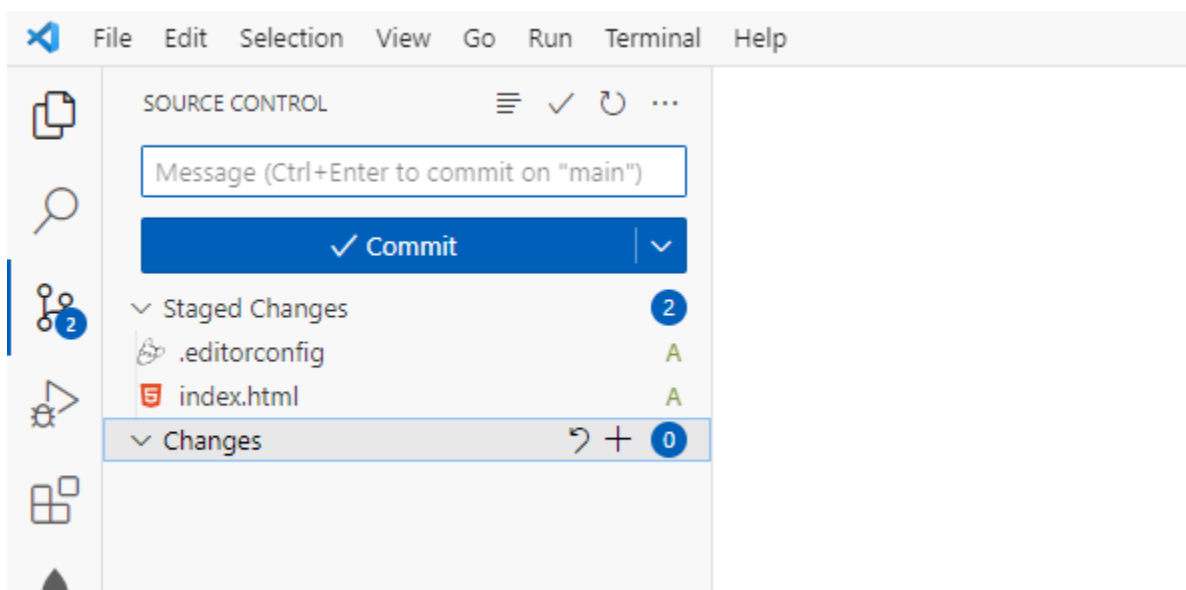 File Edit Selection View Go Run Terminal Help
SOURCE CONTROL
Message (Ctrl+Enter to commit on "main")
Commit
Staged Changes 2
2
.editorconfig A
index.html A
Changes 0